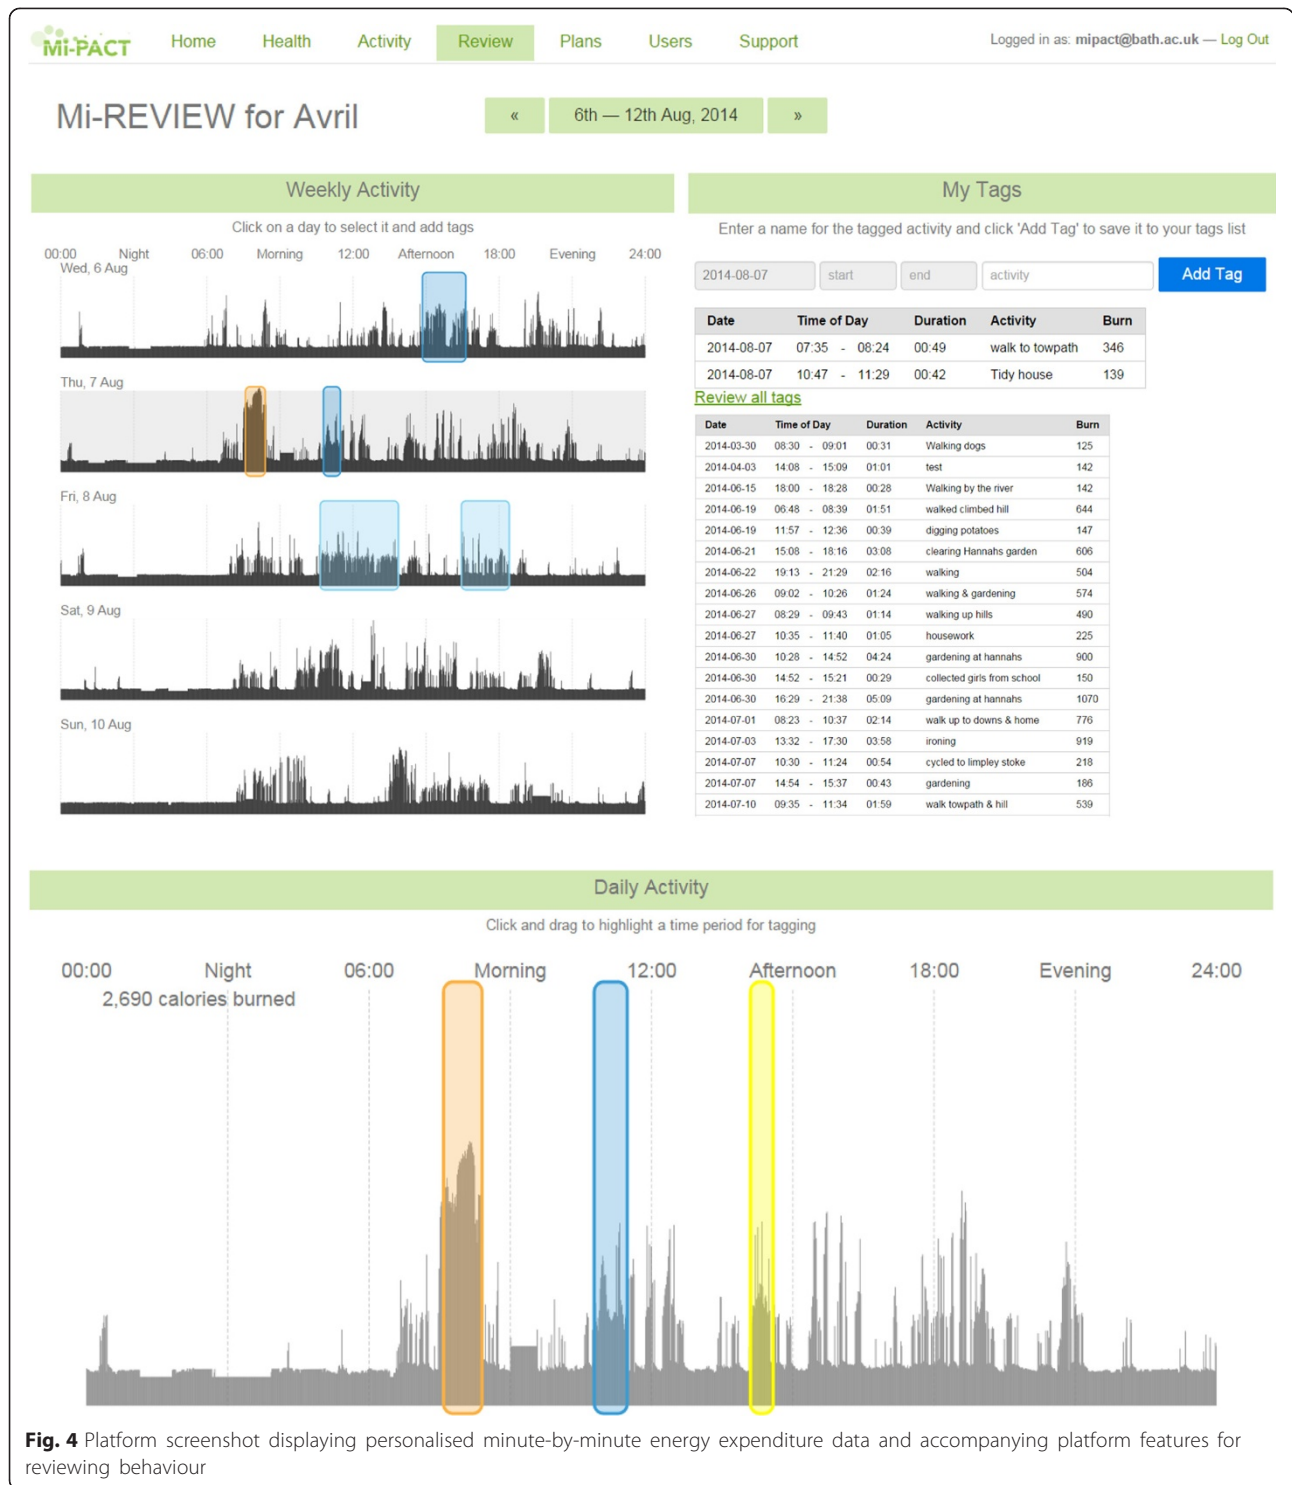 Mi-PACT
Home Health Activity Review Plans Users Support
Logged in as: mipact@bath.ac.uk — Log Out
Mi-REVIEW for Avril
« 6th — 12th Aug, 2014 »
Weekly Activity
Click on a day to select it and add tags
00:00 Night 06:00 Morning 12:00 Afternoon 18:00 Evening 24:00
Wed, 6 Aug
Thu, 7 Aug
Fri, 8 Aug
Sat, 9 Aug
Sun, 10 Aug
My Tags
Enter a name for the tagged activity and click 'Add Tag' to save it to your tags list
2014-08-07 start end activity Add Tag
Date Time of Day Duration Activity Burn
2014-08-07 07:35 - 08:24 00:49 walk to towpath 346
2014-08-07 10:47 - 11:29 00:42 Tidy house 139
Review all tags
Date Time of Day Duration Activity Burn
2014-03-30 08:30 - 09:01 00:31 Walking dogs 125
2014-04-03 14:08 - 15:09 01:01 test 142
2014-06-15 18:00 - 18:28 00:28 Walking by the river 142
2014-06-19 06:48 - 08:39 01:51 walked climbed hill 644
2014-06-19 11:57 - 12:36 00:39 digging potatoes 147
2014-06-21 15:08 - 18:16 03:08 clearing Hannahs garden 606
2014-06-22 19:13 - 21:29 02:16 walking 504
2014-06-26 09:02 - 10:26 01:24 walking & gardening 574
2014-06-27 08:29 - 09:43 01:14 walking up hills 490
2014-06-27 10:35 - 11:40 01:05 housework 225
2014-06-30 10:28 - 14:52 04:24 gardening at hannahs 900
2014-06-30 14:52 - 15:21 00:29 collected girls from school 150
2014-06-30 16:29 - 21:38 05:09 gardening at hannahs 1070
2014-07-01 08:23 - 10:37 02:14 walk up to downs & home 776
2014-07-03 13:32 - 17:30 03:58 ironing 919
2014-07-07 10:30 - 11:24 00:54 cycled to limpley stoke 218
2014-07-07 14:54 - 15:37 00:43 gardening 186
2014-07-10 09:35 - 11:34 01:59 walk towpath & hill 539
Daily Activity
Click and drag to highlight a time period for tagging
00:00 Night 06:00 Morning 12:00 Afternoon 18:00 Evening 24:00
2,690 calories burned
Fig. 4 Platform screenshot displaying personalised minute-by-minute energy expenditure data and accompanying platform features for
reviewing behaviour